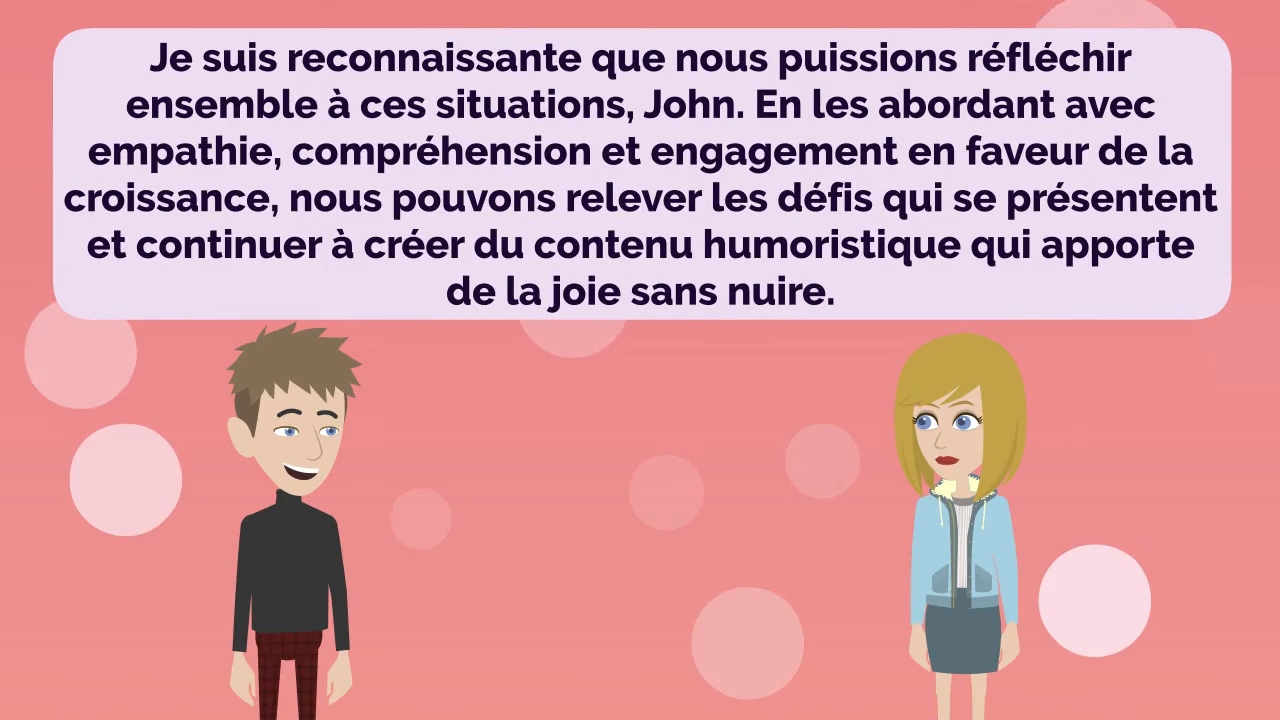 Je suis reconnaissante que nous puissions réfléchir
ensemble à ces situations, John. En les abordant avec
empathie, compréhension et engagement en faveur de la
croissance, nous pouvons relever les défis qui se présentent
et continuer à créer du contenu humoristique qui apporte
de la joie sans nuire.